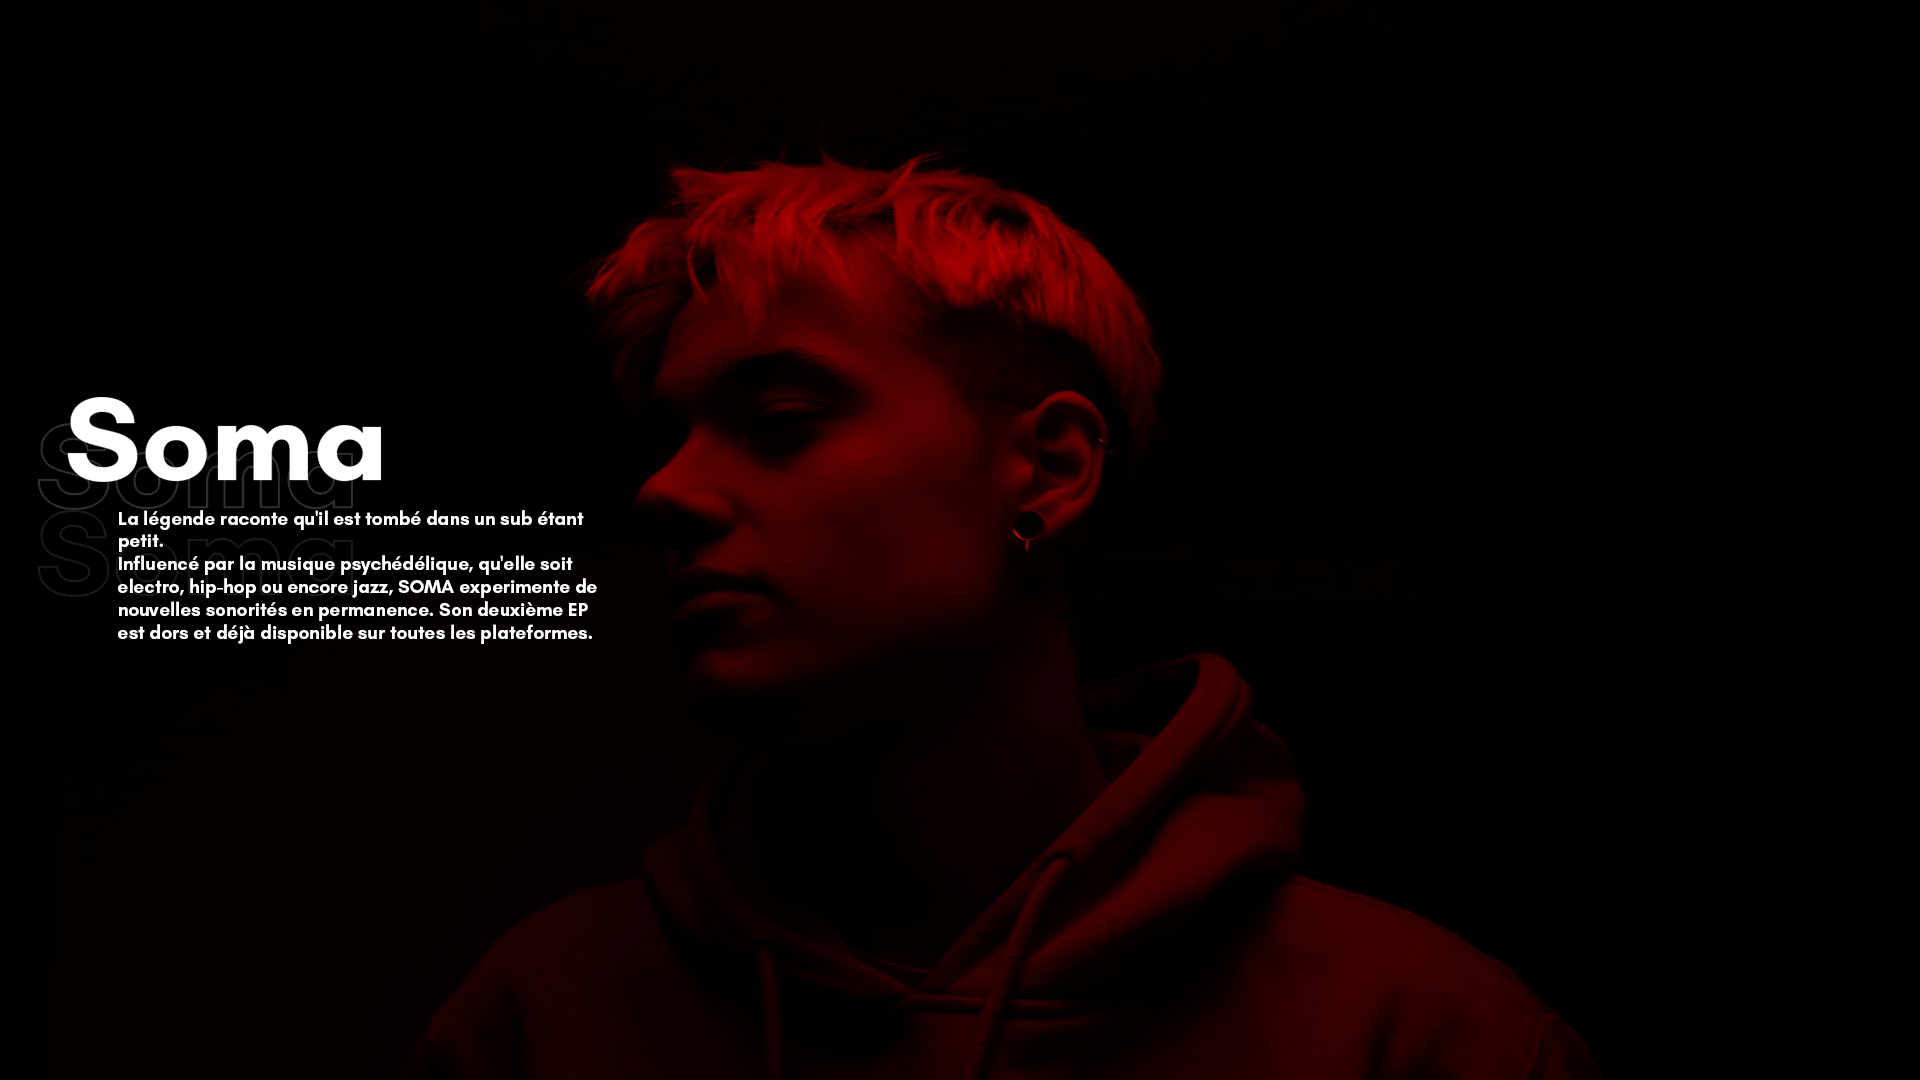 Soma
Soma
Soma
La légende raconte qu'il est tombé dans un sub étant
petit.
Influencé par la musique psychédélique, qu'elle soit
electro, hip-hop ou encore jazz, SOMA experimente de
nouvelles sonorités en permanence. Son deuxième EP
est dors et déjà disponible sur toutes les plateformes.